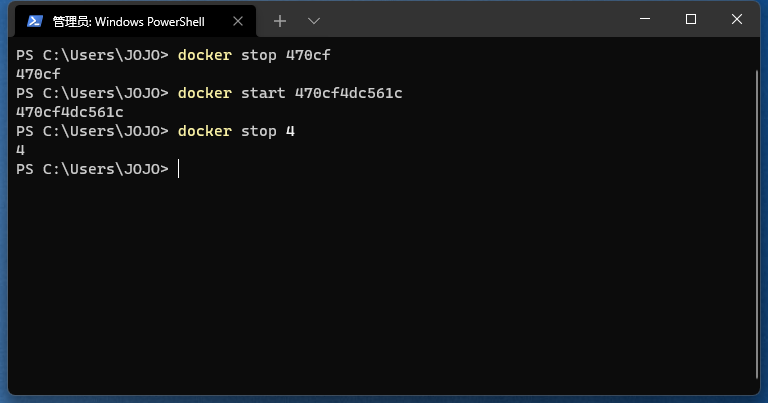 管理员: Windows PowerShell
PS C:\Users\JOJO> docker stop 470cf
470cf
PS C:\Users\JOJO> docker start 470cf4dc561c
470cf4dc561c
PS C:\Users\JOJO> docker stop 4
4
PS C:\Users\JOJO>